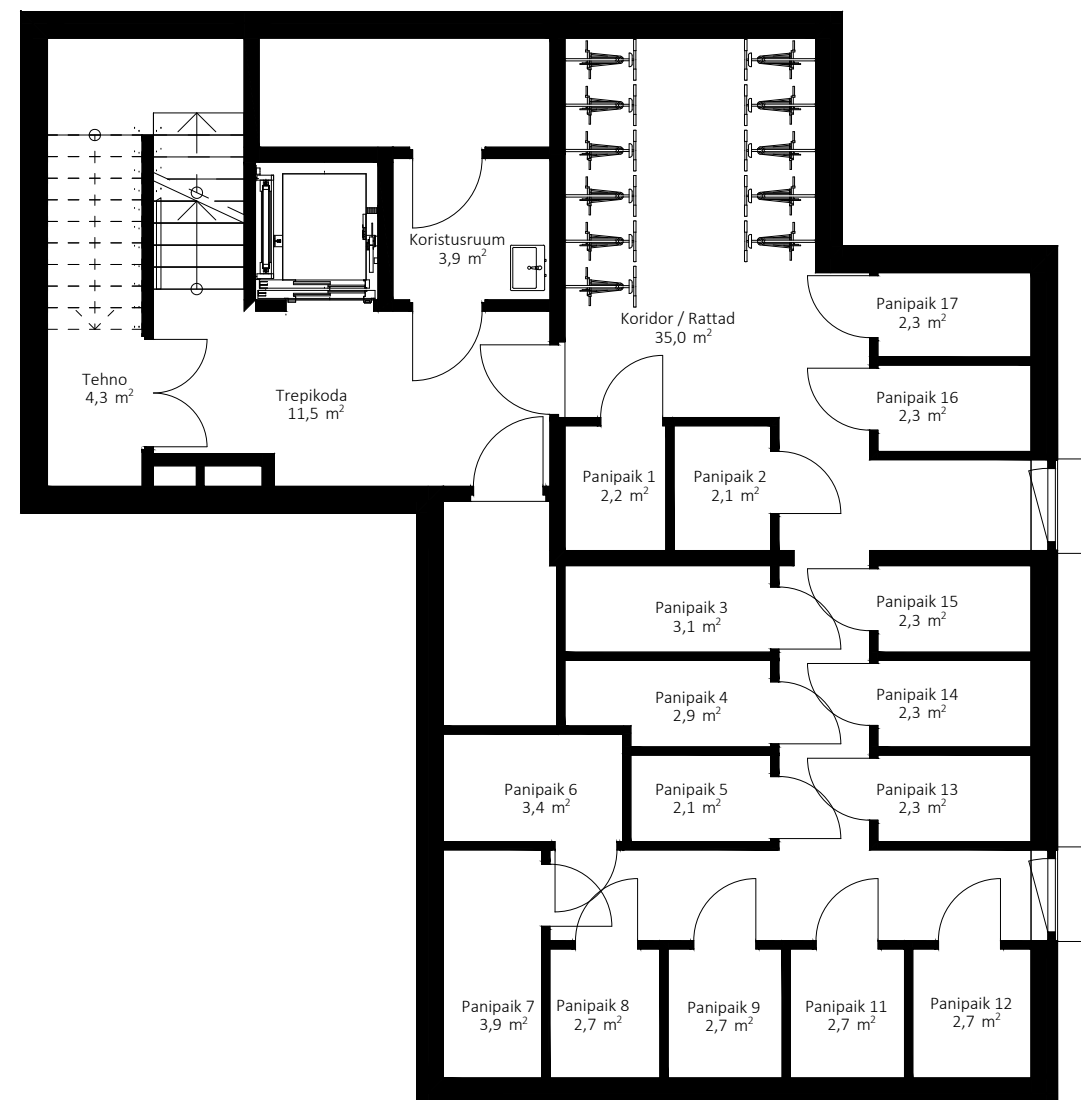 Koristusruum
3,9 m²
Koridor / Rattad
35,0 m²
Panipaik 17
2,3 m²
Tehno
4,3 m²
Trepikoda
11,5 m²
Panipaik 16
2,3 m²
Panipaik 1
2,2 m²
Panipaik 2
2,1 m²
Panipaik 3
3,1 m²
Panipaik 15
2,3 m²
Panipaik 4
2,9 m²
Panipaik 14
2,3 m²
Panipaik 6
3,4 m²
Panipaik 5
2,1 m²
Panipaik 13
2,3 m²
Panipaik 7
3,9 m²
Panipaik 8
2,7 m²
Panipaik 9
2,7 m²
Panipaik 11
2,7 m²
Panipaik 12
2,7 m²